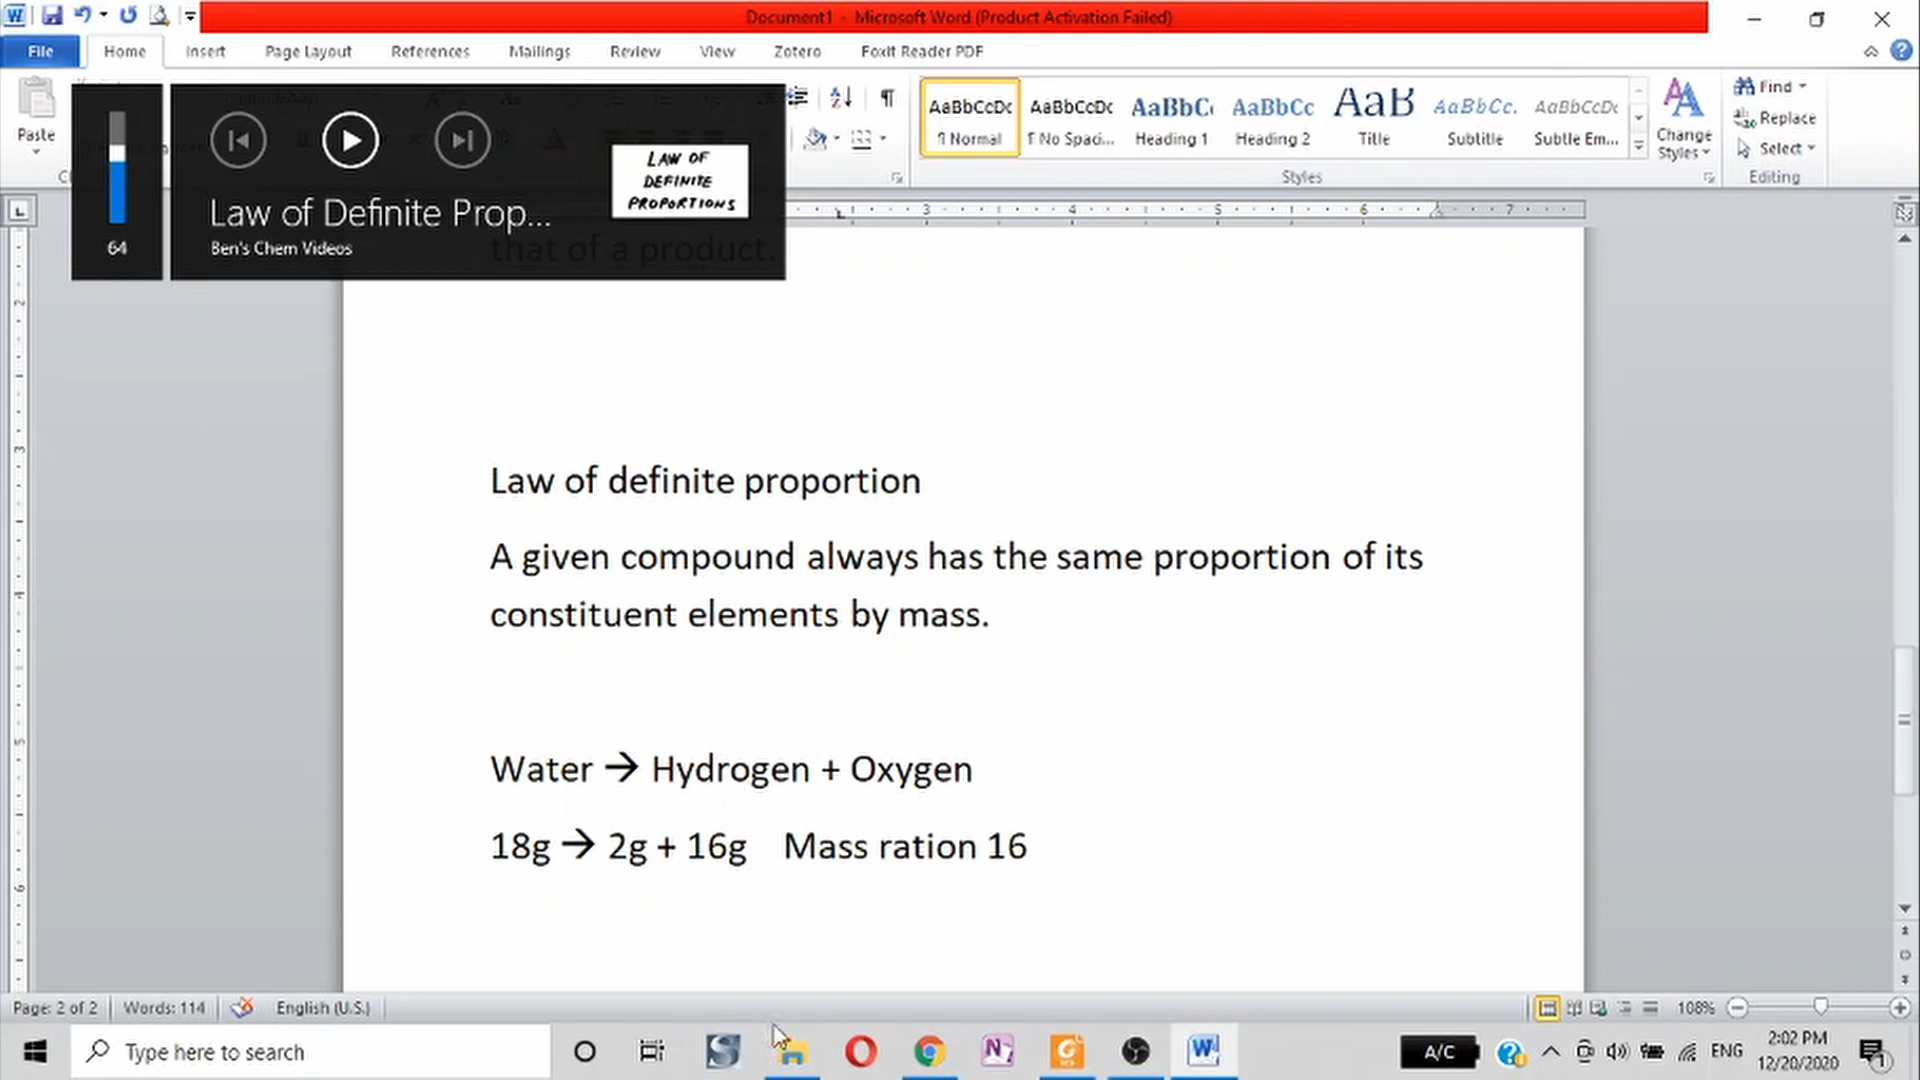 Document1 - Microsoft Word (Product Activation Failed)
File Home Insert Page Layout References Mailings Review View Zotero Foxit Reader PDF
Paste
AaBbCcDc AaBbCcDc AaBbC AaBbCc AaB AaBbCc. AaBbCcDc
¶ Normal ¶ No Spaci... Heading 1 Heading 2 Title Subtitle Subtle Em...
Change Styles
Find
Replace
Select
Styles Editing
64
Law of Definite Prop...
Ben's Chem Videos
LAW OF
DEFINITE
PROPORTIONS
3 4 5 6 7
that of a product.
Law of definite proportion
A given compound always has the same proportion of its
constituent elements by mass.
Water → Hydrogen + Oxygen
18g → 2g + 16g Mass ration 16
Page: 2 of 2 Words: 114 English (U.S.) 108%
Type here to search
A/C ENG 2:02 PM
12/20/2020